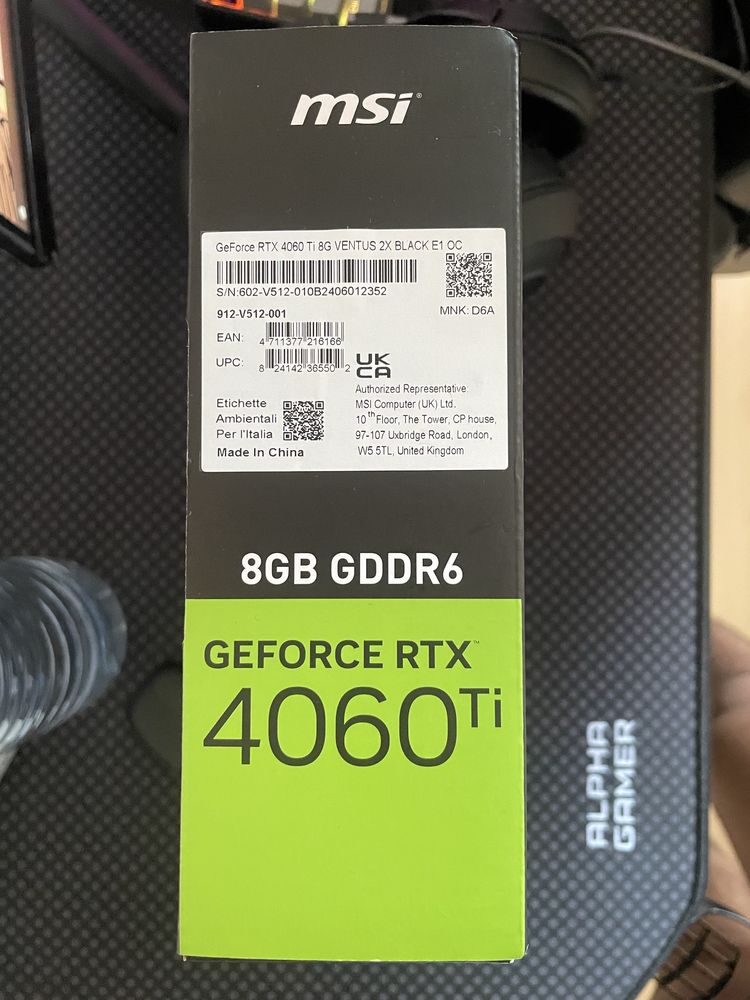 msi
GeForce RTX 4060 Ti 8G VENTUS 2X BLACK E1 OC
S/N:602-V512-010B2406012352
912-V512-001
MNK: D6A
EAN: 4 711377 216166
UPC: 8 24142 36550 2
UK
CA
Authorized Representative:
MSI Computer (UK) Ltd.
10th Floor, The Tower, CP house,
97-107 Uxbridge Road, London,
W5 5TL, United Kingdom
Etichette
Ambientali
Per l'Italia
Made In China
8GB GDDR6
GEFORCE RTX™
4060 Ti
ALPHA
GAMER